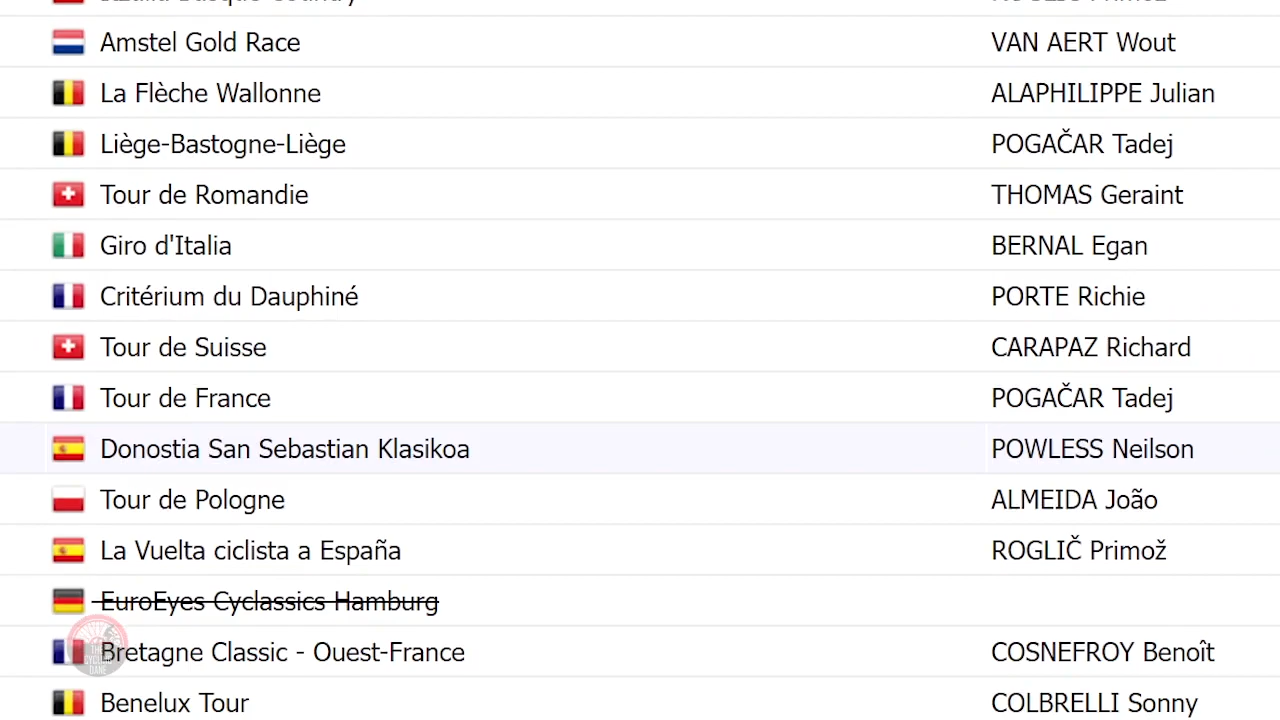 Amstel Gold Race VAN AERT Wout
La Flèche Wallonne ALAPHILIPPE Julian
Liège-Bastogne-Liège POGAČAR Tadej
Tour de Romandie THOMAS Geraint
Giro d'Italia BERNAL Egan
Critérium du Dauphiné PORTE Richie
Tour de Suisse CARAPAZ Richard
Tour de France POGAČAR Tadej
Donostia San Sebastian Klasikoa POWLESS Neilson
Tour de Pologne ALMEIDA João
La Vuelta ciclista a España ROGLIČ Primož
EuroEyes Cyclassics Hamburg
Bretagne Classic - Ouest-France COSNEFROY Benoît
Benelux Tour COLBRELLI Sonny